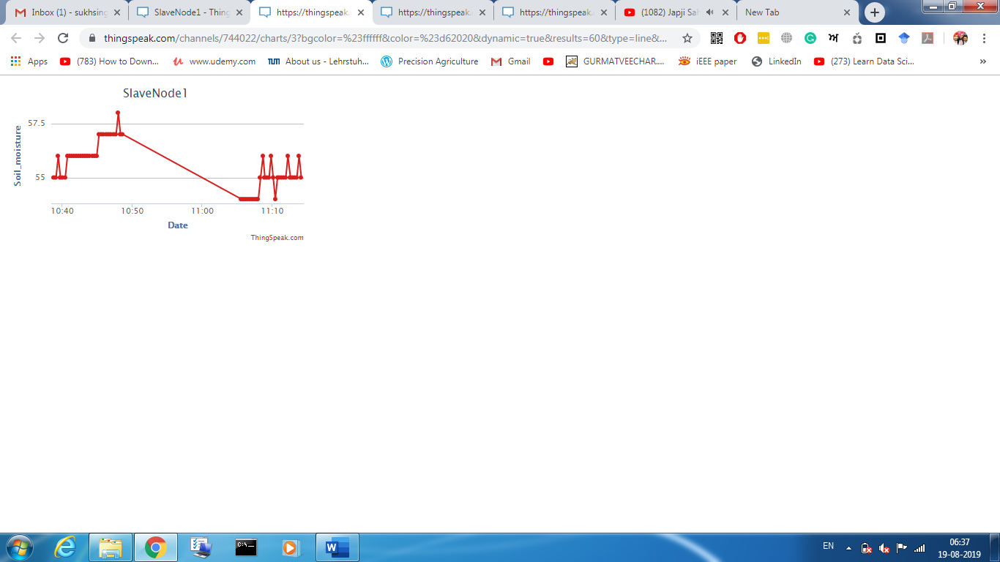 Inbox (1) - sukhsing
SlaveNode1 - Thing
https://thingspeak.
https://thingspeak.
https://thingspeak.
(1082) Japji Sah
New Tab
thingspeak.com/channels/744022/charts/3?bgcolor=%23ffffff&color=%23d62020&dynamic=true&results=60&type=line&...
Apps
(783) How to Down...
www.udemy.com
TUM
About us - Lehrstuh...
Precision Agriculture
Gmail
GURMATVEECHAR....
iEEE paper
LinkedIn
(273) Learn Data Sci...
»
SlaveNode1
Soil_moisture
57.5
55
10:40
10:50
11:00
11:10
Date
ThingSpeak.com
C:\_
W
EN
06:37
19-08-2019